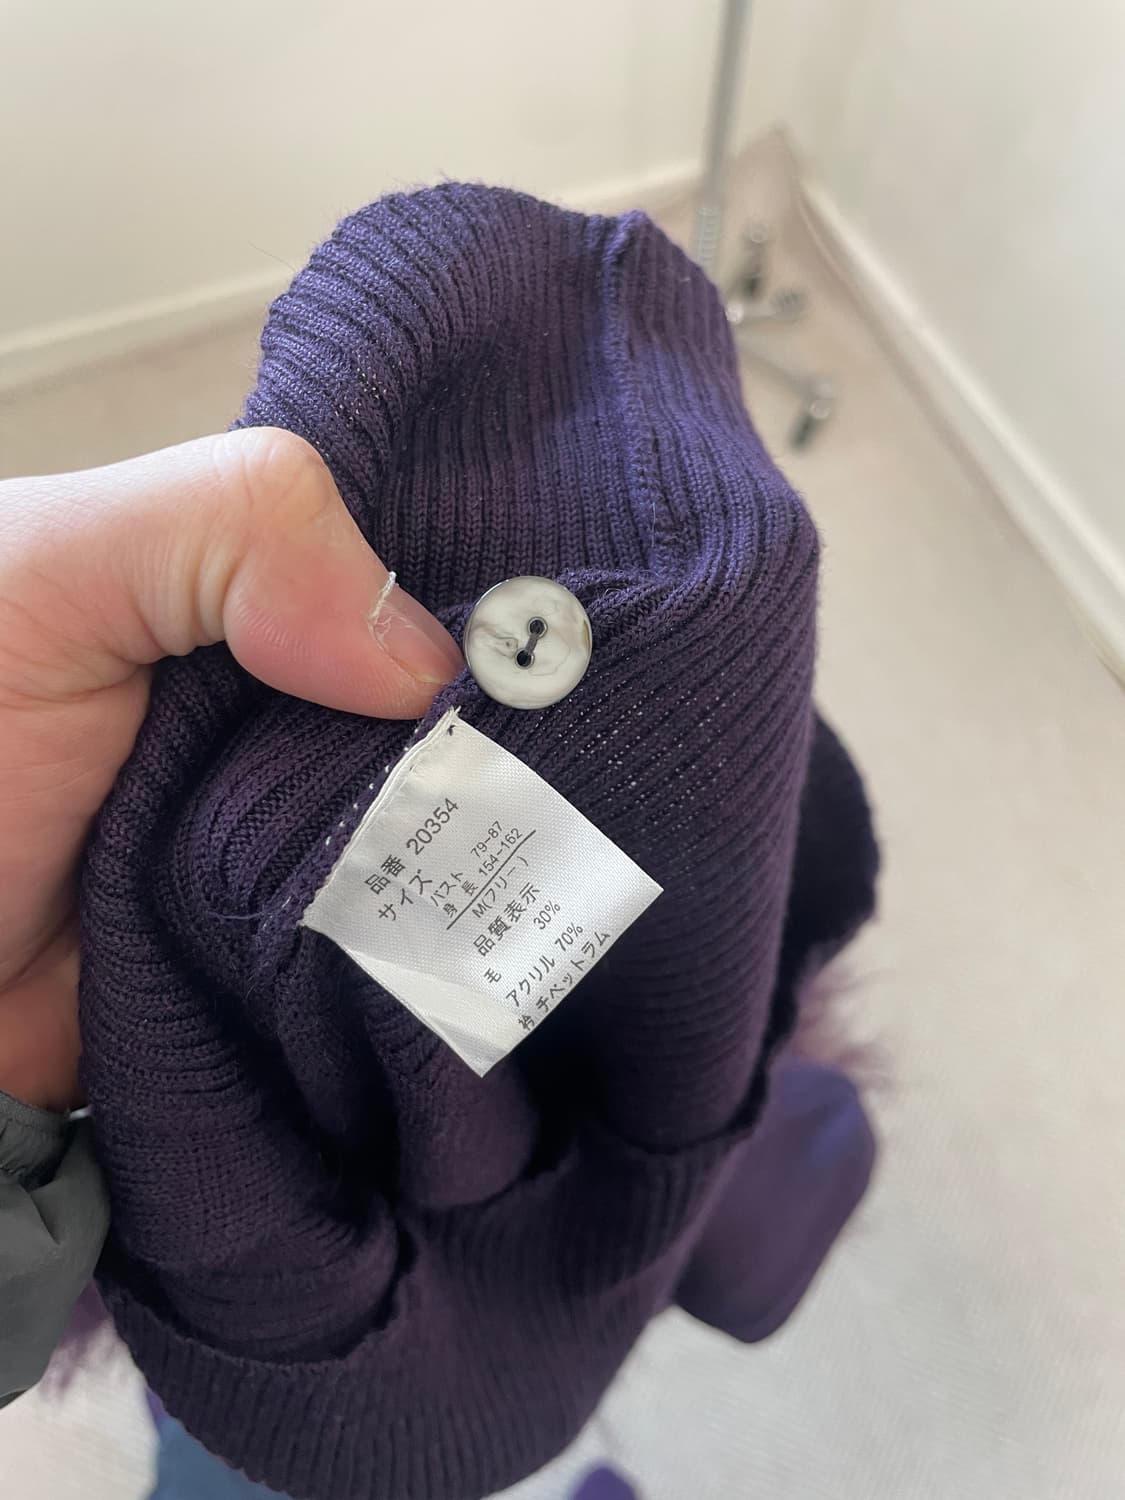 品番 20354
サイズ
バスト 79-87
身 長 154-162
M(フリー)
品質表示
毛 30%
アクリル 70%
衿 チベットラム